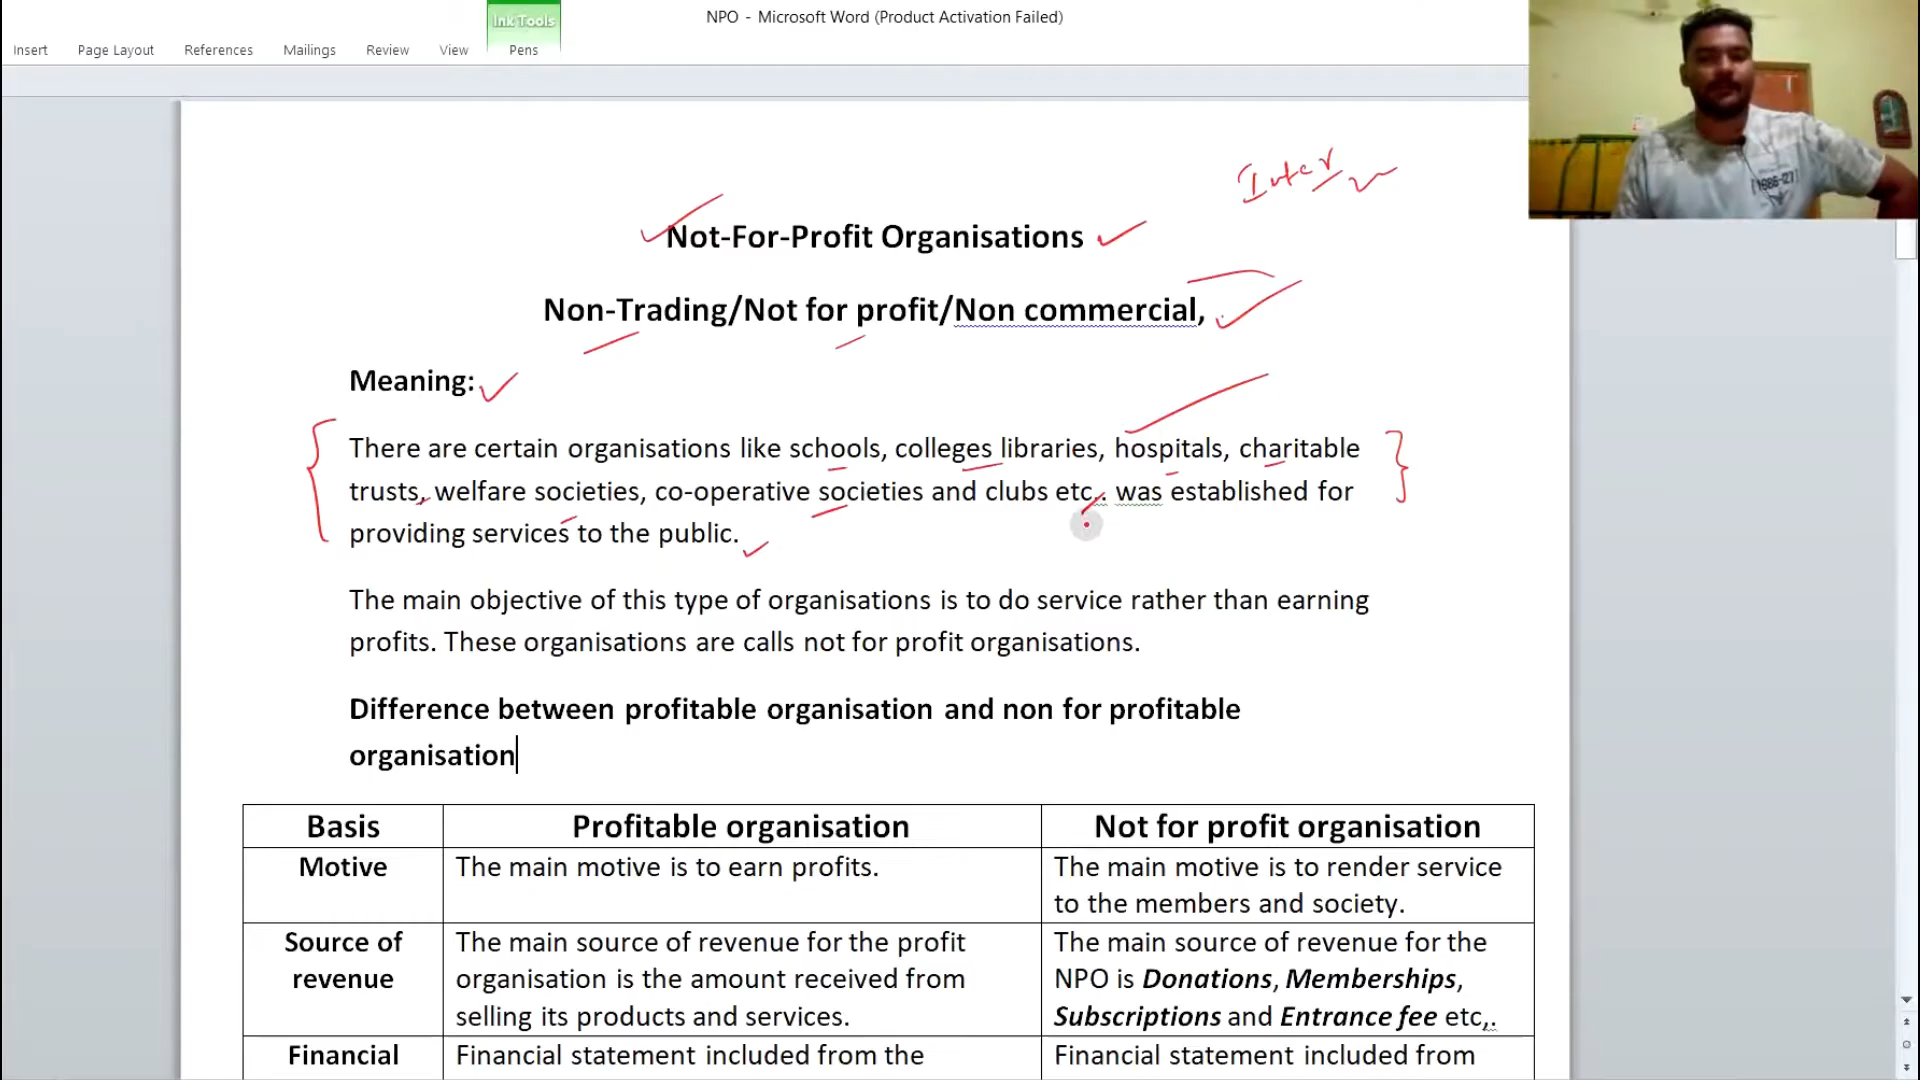 Ink Tools
NPO - Microsoft Word (Product Activation Failed)
Insert Page Layout References Mailings Review View Pens
Inter
Not-For-Profit Organisations
Non-Trading/Not for profit/Non commercial,
Meaning:
There are certain organisations like schools, colleges libraries, hospitals, charitable
trusts, welfare societies, co-operative societies and clubs etc,. was established for
providing services to the public.
The main objective of this type of organisations is to do service rather than earning
profits. These organisations are calls not for profit organisations.
Difference between profitable organisation and non for profitable
organisation
Basis Profitable organisation Not for profit organisation
Motive The main motive is to earn profits. The main motive is to render service
to the members and society.
Source of The main source of revenue for the profit The main source of revenue for the
revenue organisation is the amount received from NPO is Donations, Memberships,
selling its products and services. Subscriptions and Entrance fee etc,.
Financial Financial statement included from the Financial statement included from